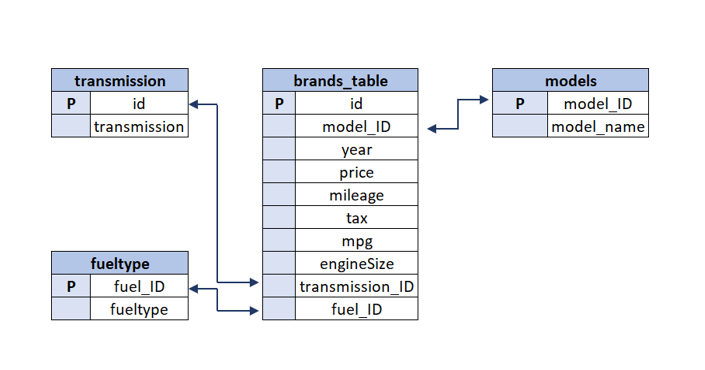 transmission
P id
transmission
brands_table
P id
model_ID
year
price
mileage
tax
mpg
engineSize
transmission_ID
fuel_ID
models
P model_ID
model_name
fueltype
P fuel_ID
fueltype